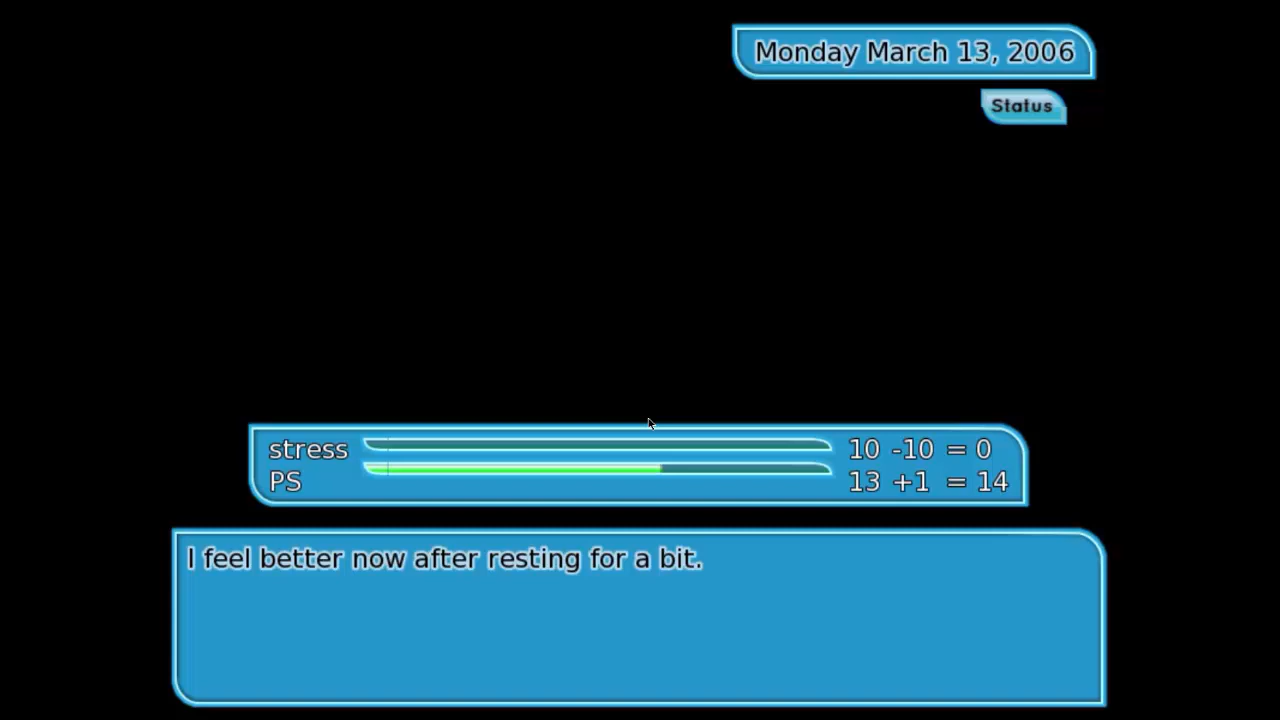 Monday March 13, 2006
Status
stress 10 -10 = 0
PS 13 +1 = 14
I feel better now after resting for a bit.